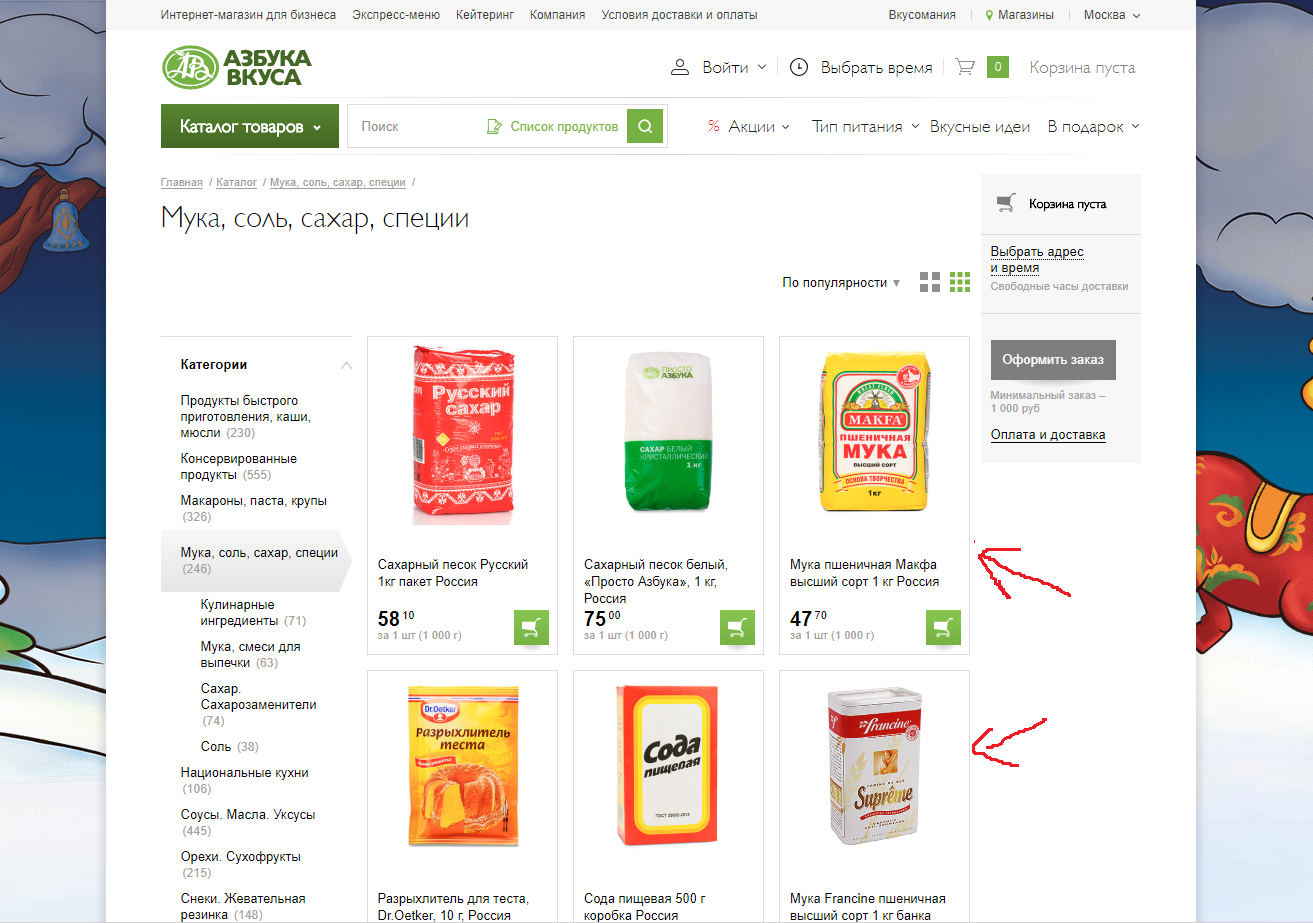 Интернет-магазин для бизнеса Экспресс-меню Кейтеринг Компания Условия доставки и оплаты Вкусомания Магазины Москва
АЗБУКА
ВКУСА
Войти Выбрать время 0 Корзина пуста
Каталог товаров Поиск Список продуктов % Акции Тип питания Вкусные идеи В подарок
Главная / Каталог / Мука, соль, сахар, специи /
Мука, соль, сахар, специи
Корзина пуста
Выбрать адрес
и время
Свободные часы доставки
По популярности
Оформить заказ
Минимальный заказ –
1 000 руб
Оплата и доставка
Категории
Продукты быстрого
приготовления, каши,
мюсли (230)
Консервированные
продукты (555)
Макароны, паста, крупы
(326)
Мука, соль, сахар, специи
(246)
Кулинарные
ингредиенты (71)
Мука, смеси для
выпечки (63)
Сахар.
Сахарозаменители
(74)
Соль (38)
Национальные кухни
(106)
Соусы. Масла. Уксусы
(445)
Орехи. Сухофрукты
(215)
Снеки. Жевательная
резинка (148)
Русский
сахар
Сахарный песок Русский
1кг пакет Россия
58 10
за 1 шт (1 000 г)
ПРОСТО
АЗБУКА
САХАР БЕЛЫЙ
КРИСТАЛЛИЧЕСКИЙ
1 кг
Сахарный песок белый,
«Просто Азбука», 1 кг,
Россия
75 00
за 1 шт (1 000 г)
MAKFA
ПШЕНИЧНАЯ
МУКА
ВЫСШИЙ СОРТ
ОСНОВА ТВОРЧЕСТВА
1кг
Мука пшеничная Макфа
высший сорт 1 кг Россия
47 70
за 1 шт (1 000 г)
Dr.Oetker
Разрыхлитель
теста
Разрыхлитель для теста,
Dr.Oetker, 10 г, Россия
Сода
пищевая
Сода пищевая 500 г
коробка Россия
francine
Suprême
Мука Francine пшеничная
высший сорт 1 кг банка